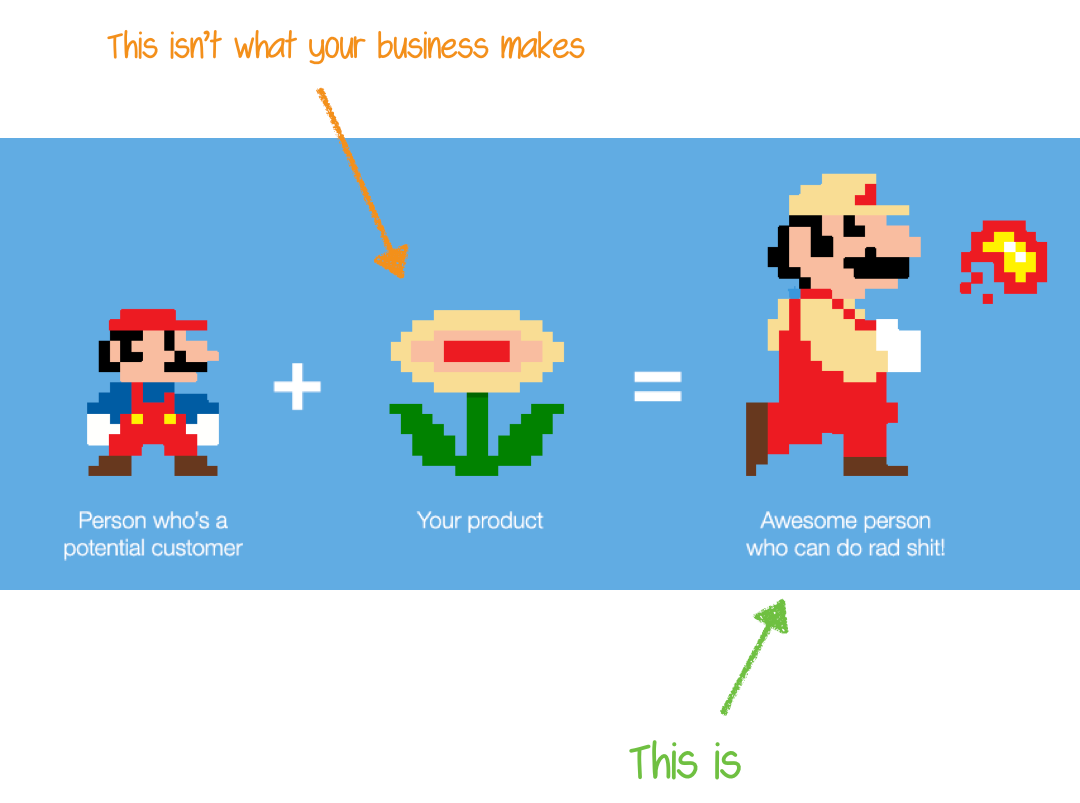 This isn't what your business makes
+
=
Person who's a
potential customer
Your product
Awesome person
who can do rad shit!
This is